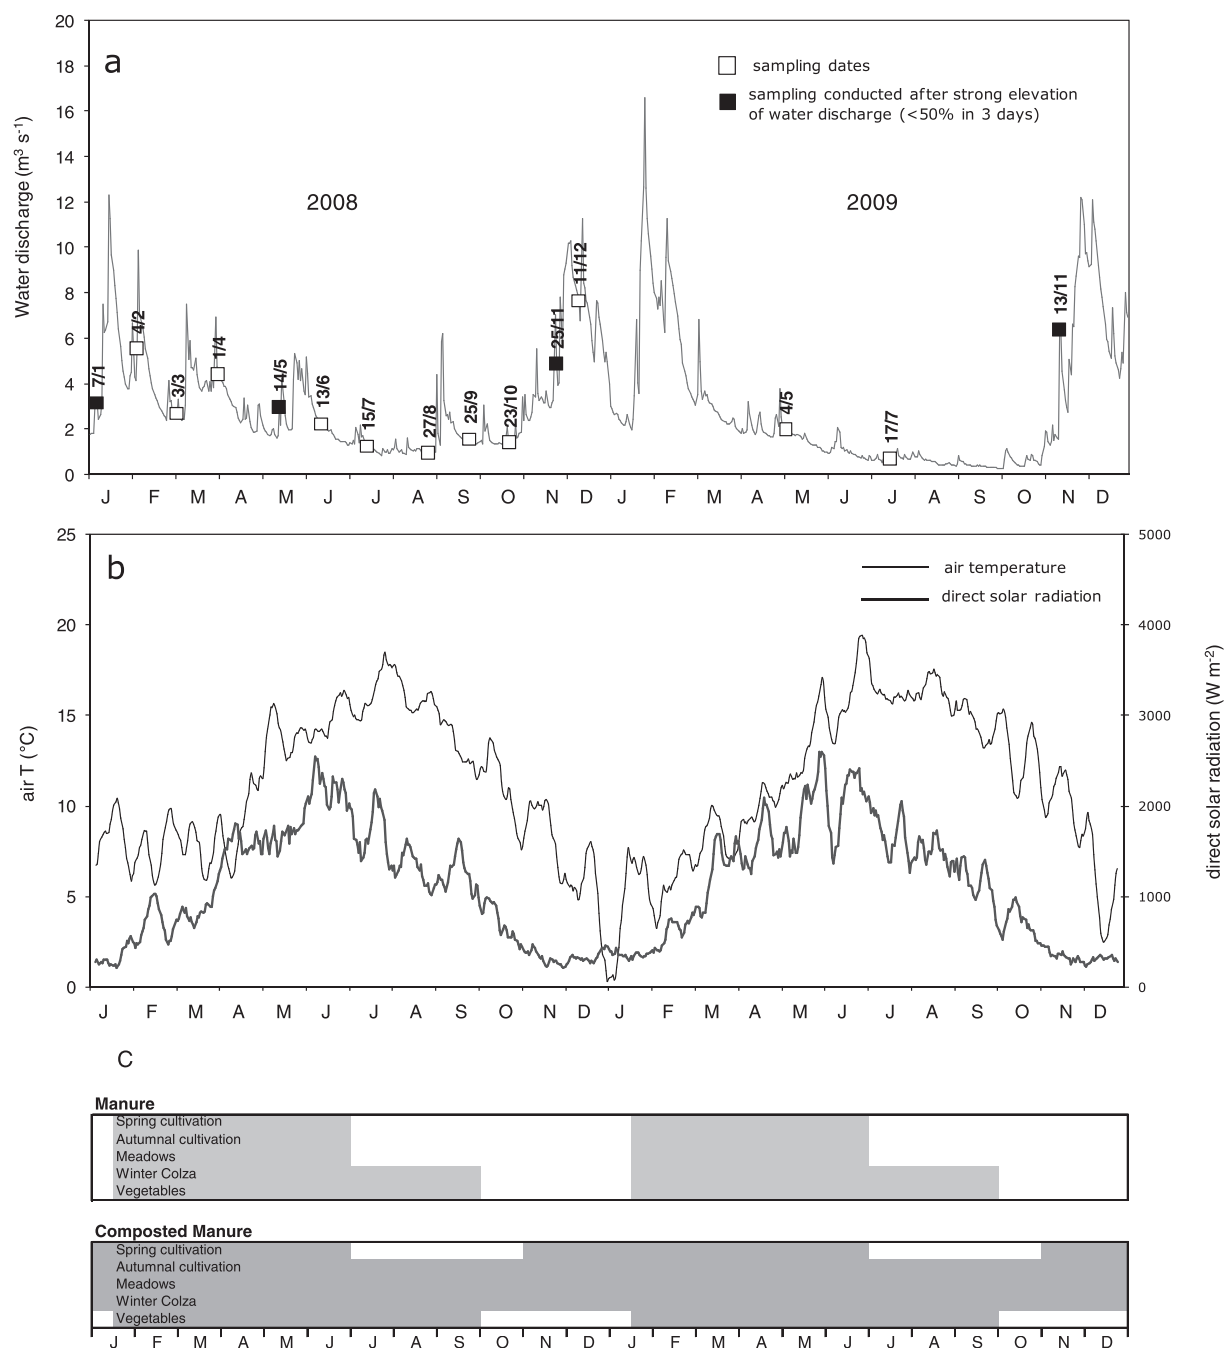 a
20
18
16
14
12
10
8
6
4
2
0
Water discharge (m³ s⁻¹)
sampling dates
sampling conducted after strong elevation
of water discharge (<50% in 3 days)
2008
2009
7/1
4/2
3/3
1/4
14/5
13/6
15/7
27/8
25/9
23/10
25/11
11/12
4/5
17/7
13/11
J F M A M J J A S O N D J F M A M J J A S O N D
b
25
20
15
10
5
0
air T (°C)
air temperature
direct solar radiation
5000
4000
3000
2000
1000
0
direct solar radiation (W m⁻²)
J F M A M J J A S O N D J F M A M J J A S O N D
C
Manure
Spring cultivation
Autumnal cultivation
Meadows
Winter Colza
Vegetables
Composted Manure
Spring cultivation
Autumnal cultivation
Meadows
Winter Colza
Vegetables
J F M A M J J A S O N D J F M A M J J A S O N D